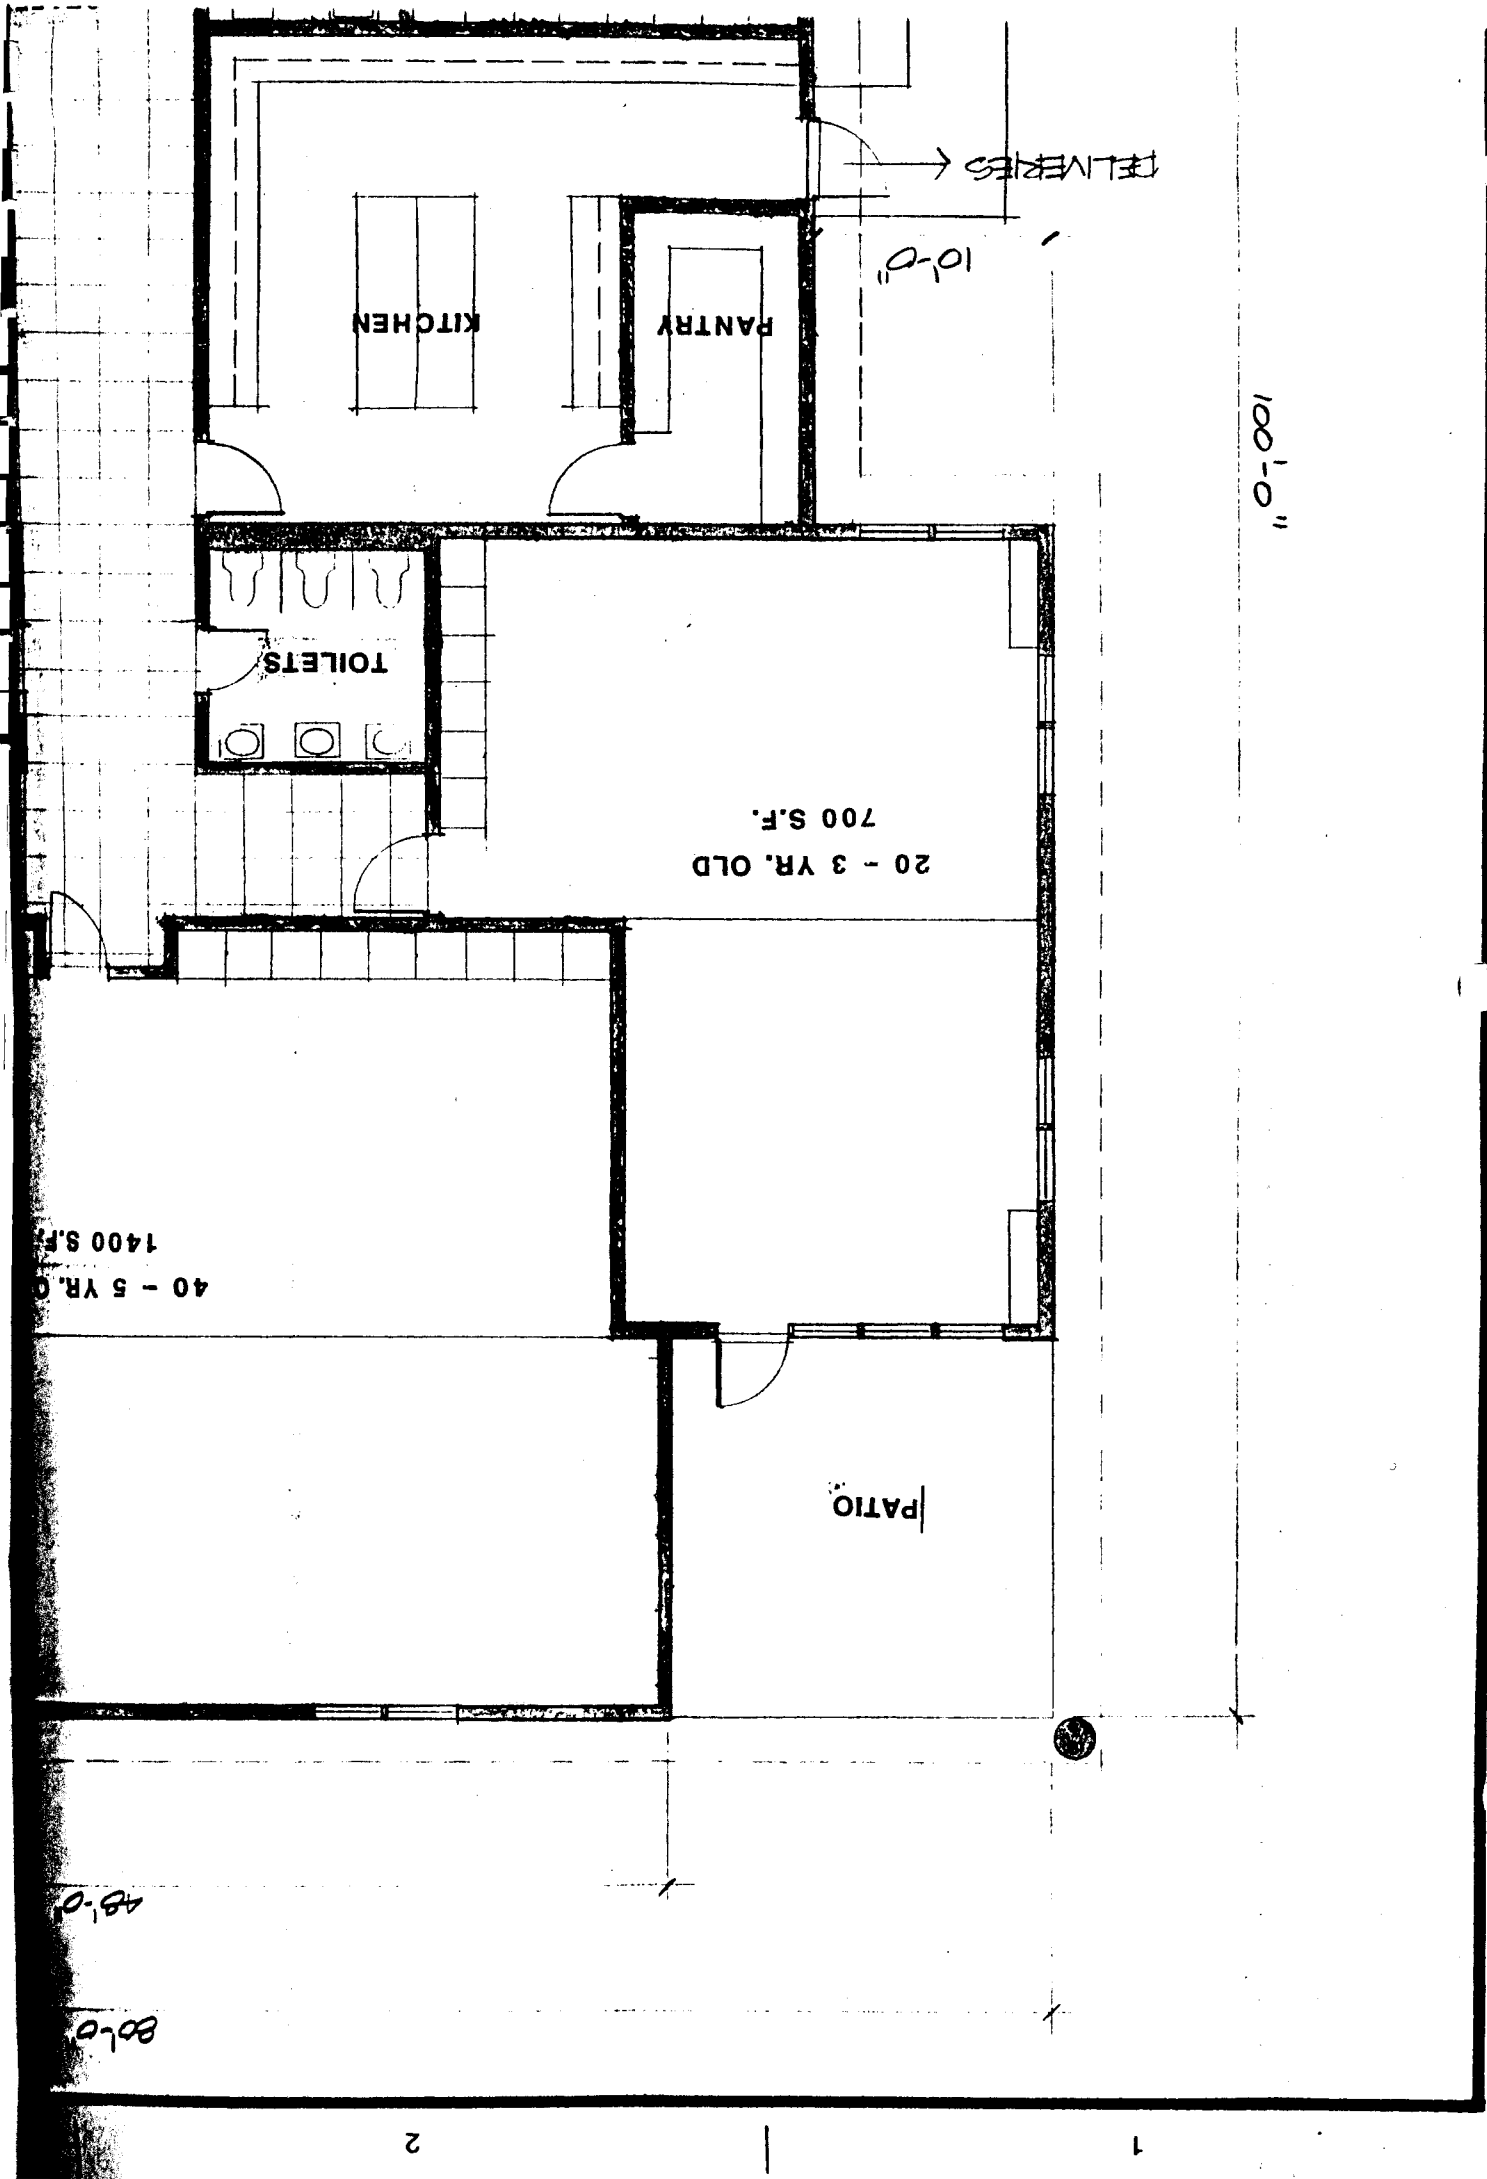 1
2
80'-0"
48'-0"
PATIO
40 - 5 YR. O
1400 S.F.
20 - 3 YR. OLD
700 S.F.
TOILETS
100'-0"
PANTRY
KITCHEN
10'-0"
DELIVERIES